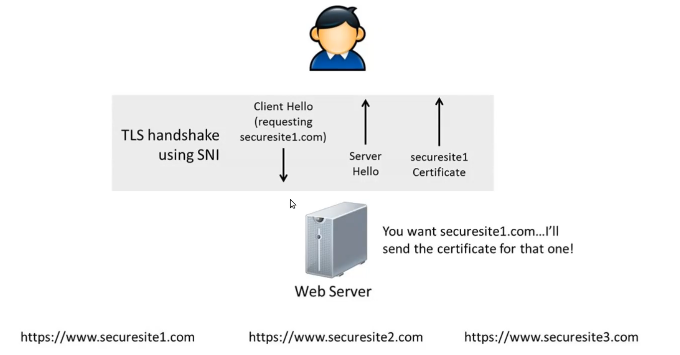 Client Hello
(requesting
securesite1.com)
TLS handshake
using SNI
Server
Hello
securesite1
Certificate
You want securesite1.com...I'll
send the certificate for that one!
Web Server
https://www.securesite1.com
https://www.securesite2.com
https://www.securesite3.com